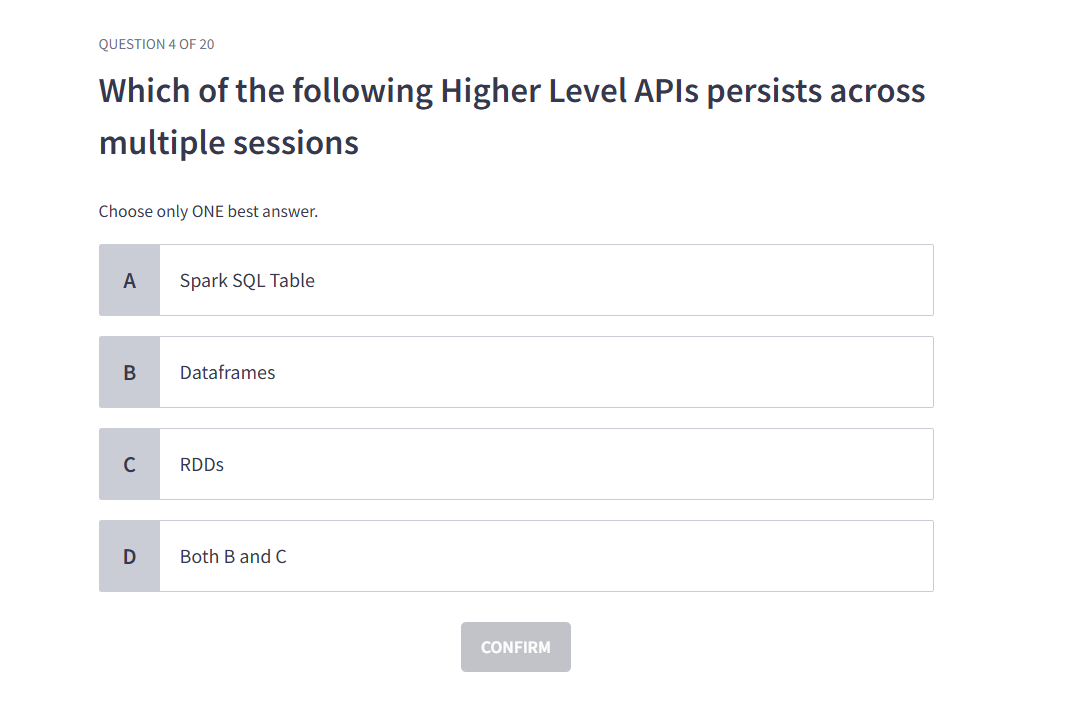 QUESTION 4 OF 20
Which of the following Higher Level APIs persists across
multiple sessions
Choose only ONE best answer.
A Spark SQL Table
B Dataframes
C RDDs
D Both B and C
CONFIRM